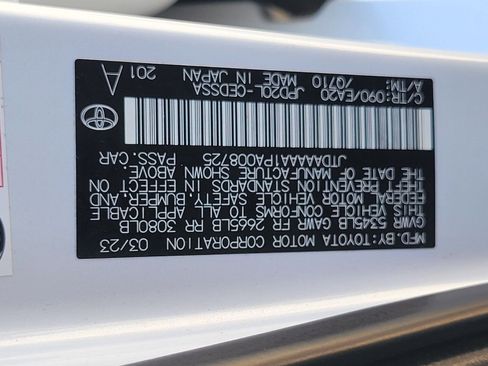 MFD. BY: TOYOTA MOTOR CORPORATION 03/23
GVWR 5345LB GAWR FR 2665LB RR 3080LB
THIS VEHICLE CONFORMS TO ALL APPLICABLE
FEDERAL MOTOR VEHICLE SAFETY, BUMPER, AND
THEFT PREVENTION STANDARDS IN EFFECT ON
THE DATE OF MANUFACTURE SHOWN ABOVE.
JTDAAAAA1PA008725 PASS. CAR
C/TR: 090/EA20 JPD20L-CEDSSA
A/TM: /Q710 MADE IN JAPAN
A 201